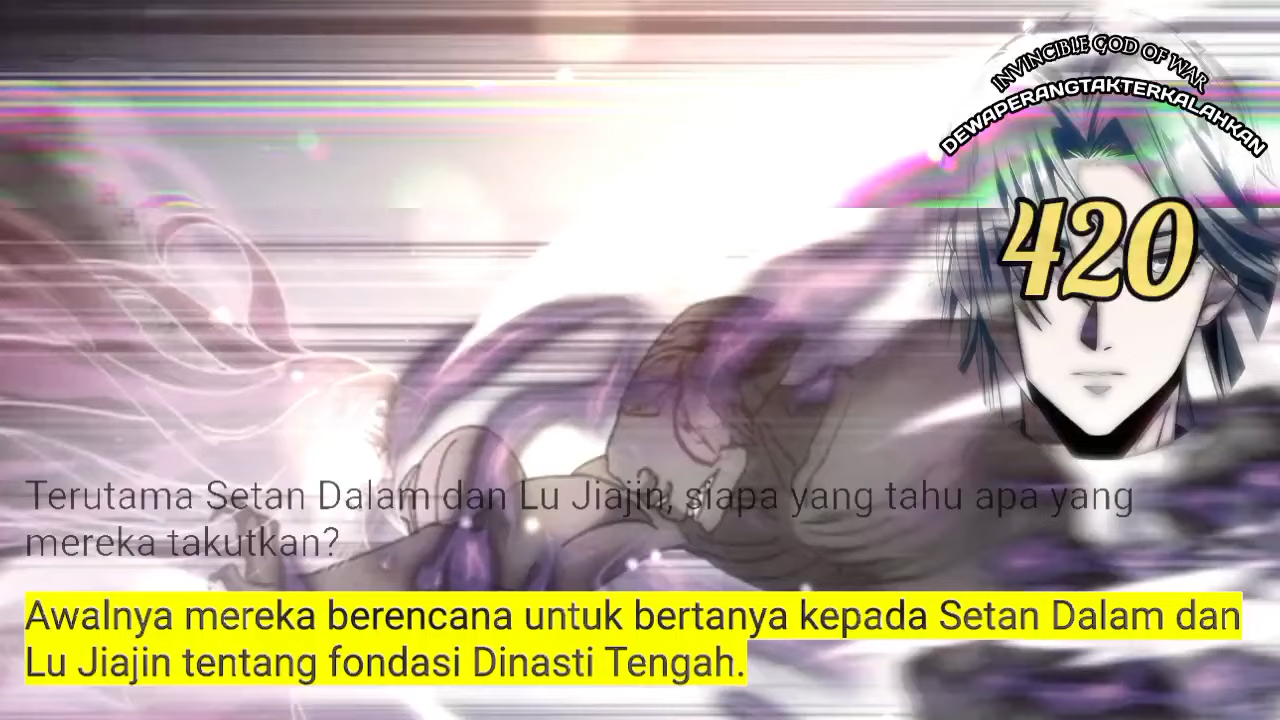 INVINCIBLE GOD OF WAR
DEWAPERANGTAKTERKALAHKAN
420
Terutama Setan Dalam dan Lu Jiajin, siapa yang tahu apa yang
mereka takutkan?
Awalnya mereka berencana untuk bertanya kepada Setan Dalam dan
Lu Jiajin tentang fondasi Dinasti Tengah.